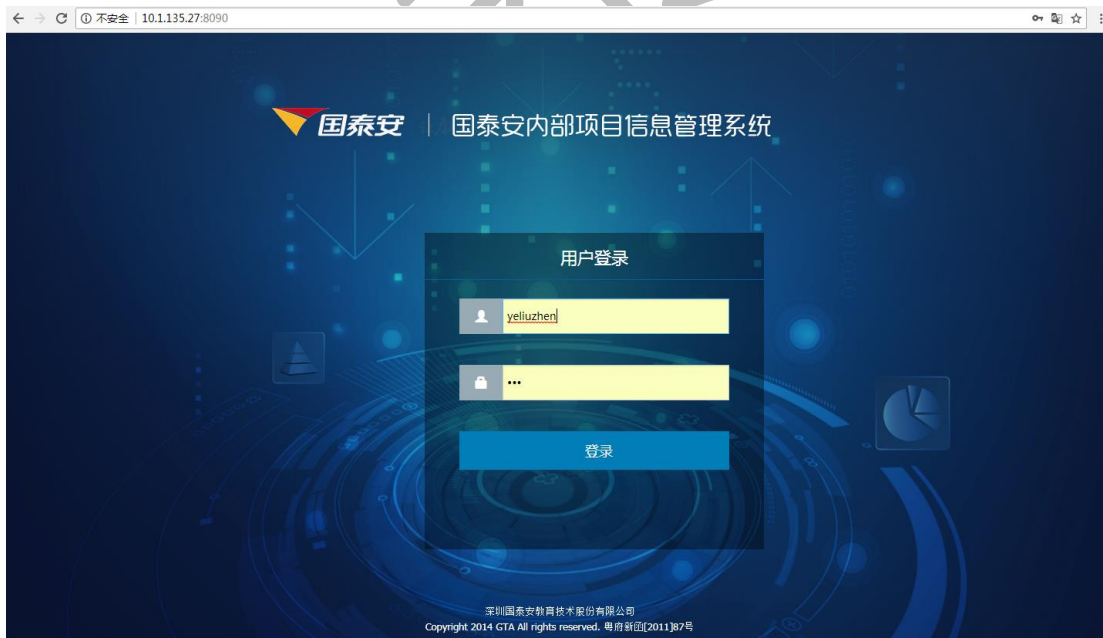 不安全 | 10.1.135.27:8090
国泰安 | 国泰安内部项目信息管理系统
用户登录
yeliuzhen
•••
登录
深圳国泰安教育技术股份有限公司
Copyright 2014 GTA All rights reserved. 粤府新函[2011]87号